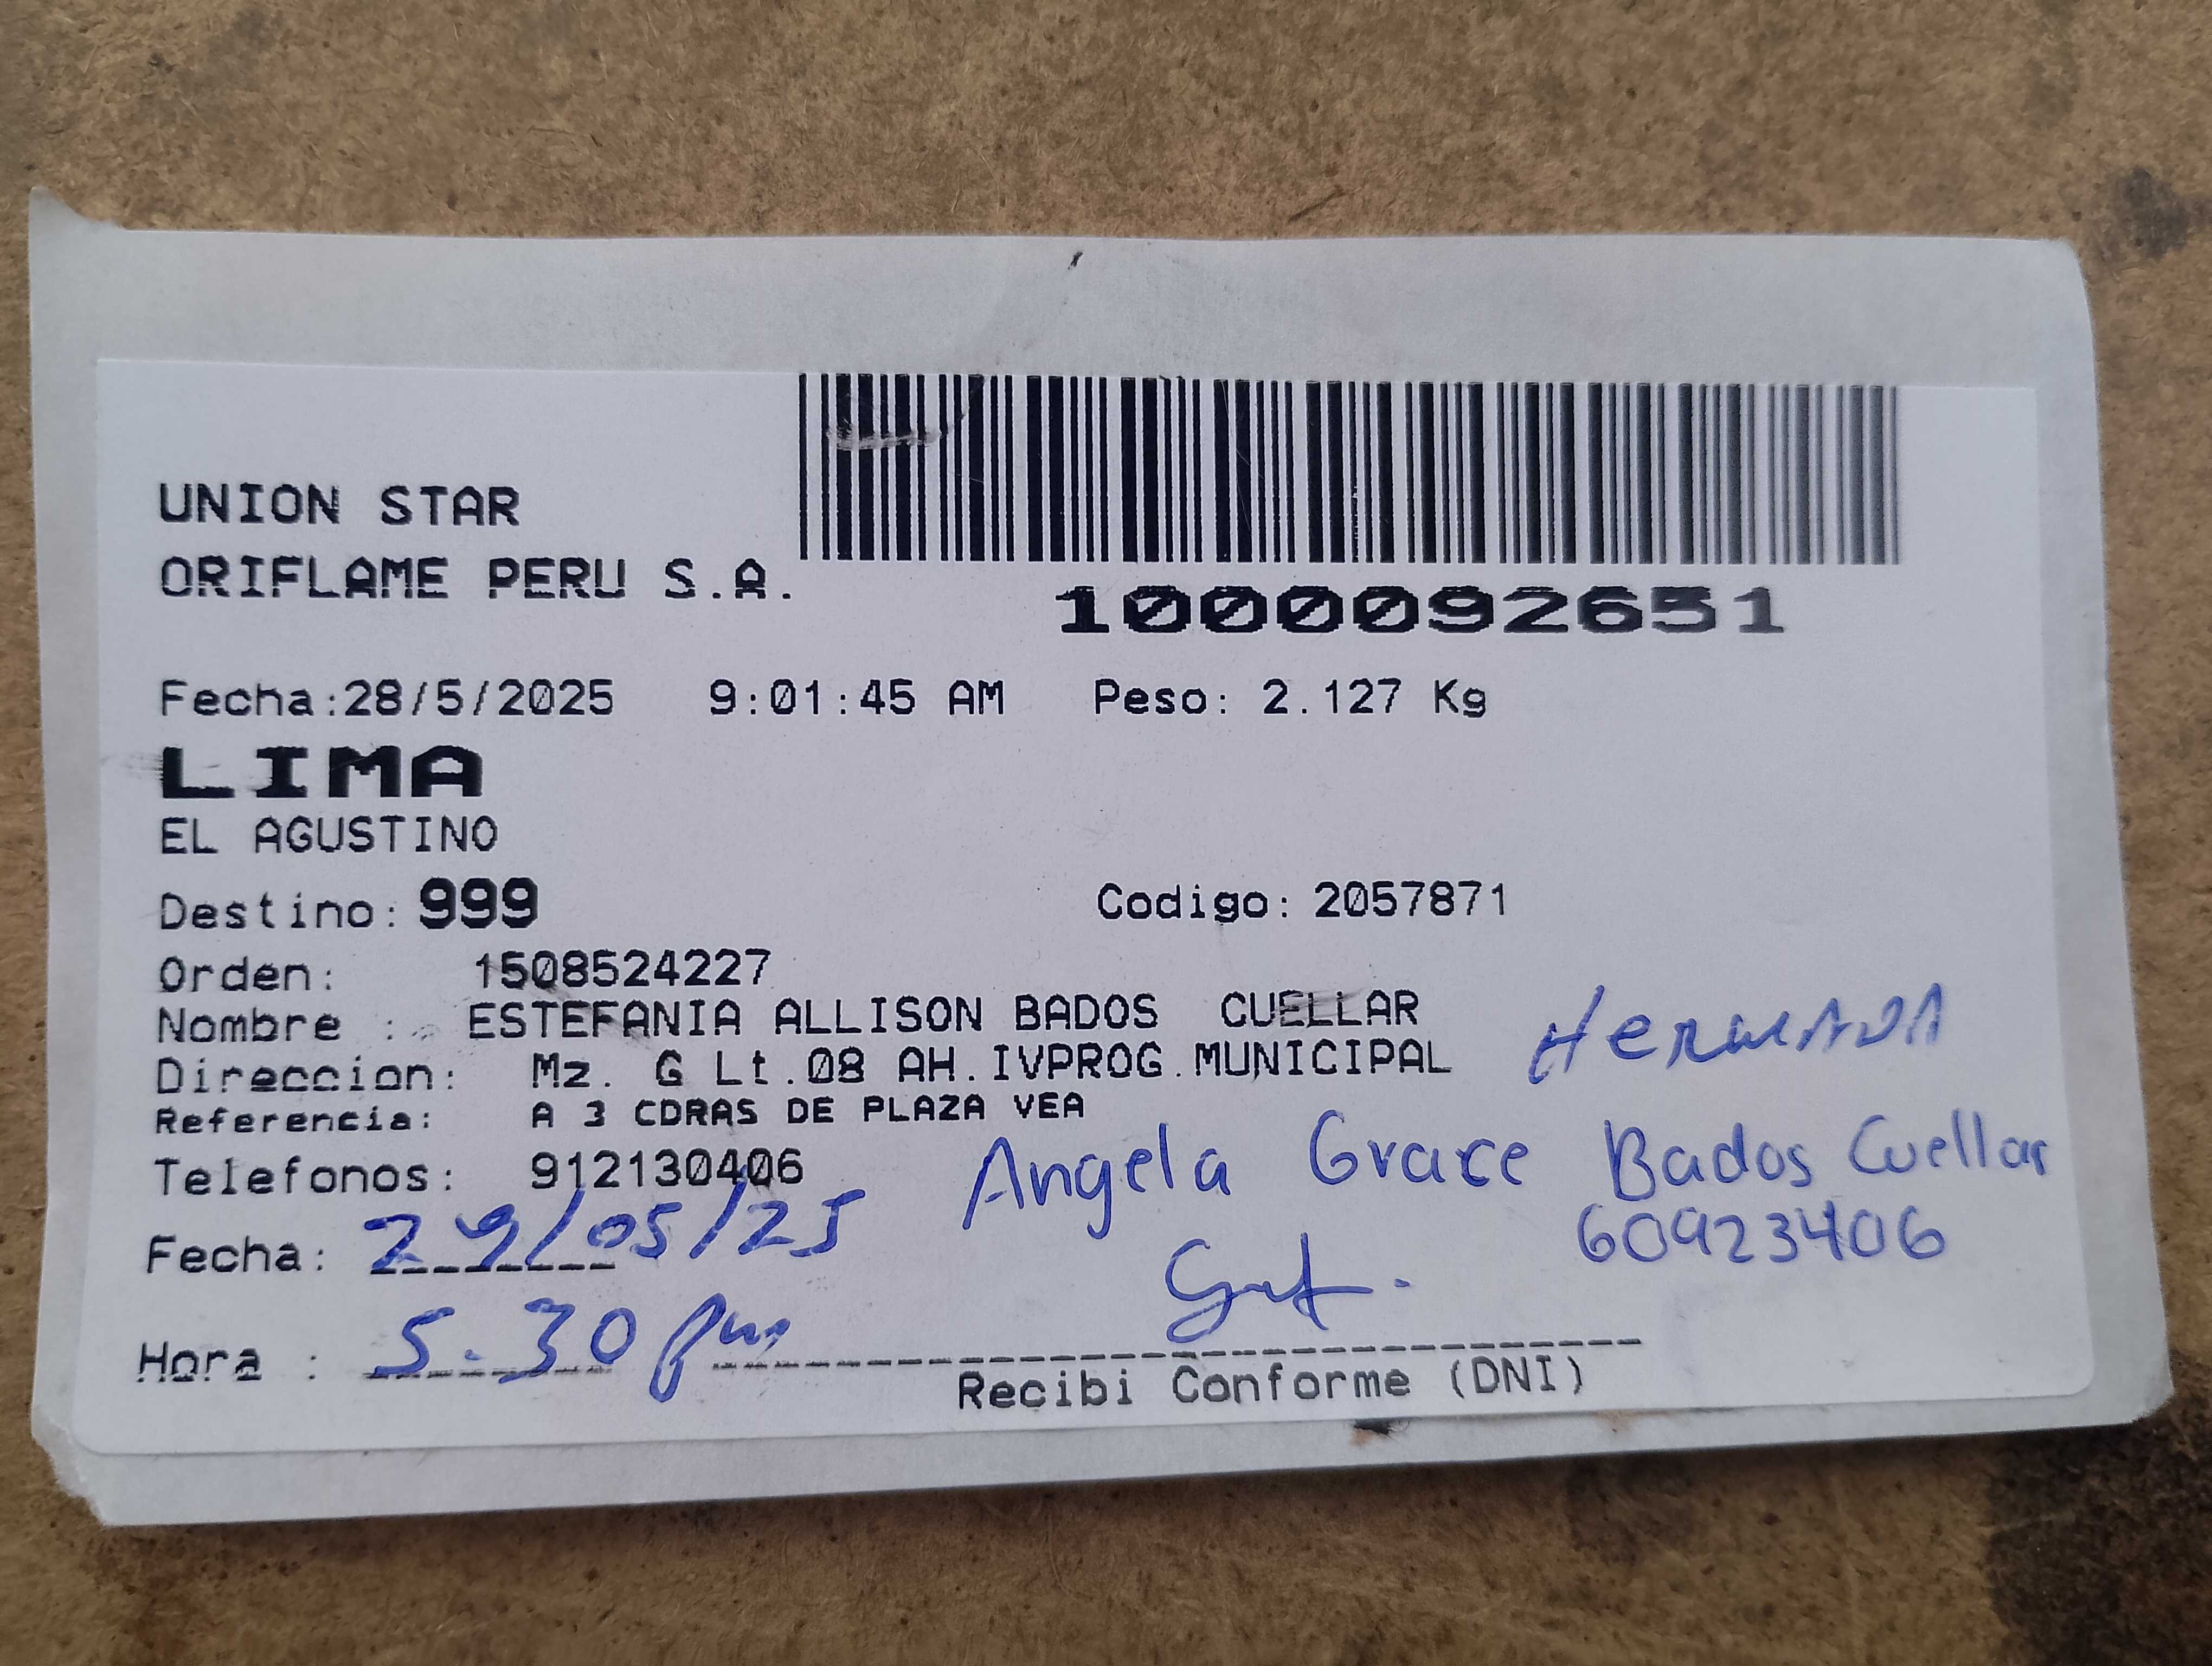 UNION STAR
ORIFLAME PERU S.A.
1000092651
Fecha:28/5/2025 9:01:45 AM Peso: 2.127 Kg
LIMA
EL AGUSTINO
Destino: 999 Codigo: 2057871
Orden: 1508524227
Nombre : ESTEFANIA ALLISON BADOS CUELLAR
Hermana
Direccion: Mz. G Lt.08 AH.IVPROG.MUNICIPAL
Referencia: A 3 CDRAS DE PLAZA VEA
Telefonos: 912130406
Angela Grace Bados Cuellar
60923406
Fecha: 29/05/25
Hora : 5.30 pm
Recibi Conforme (DNI)